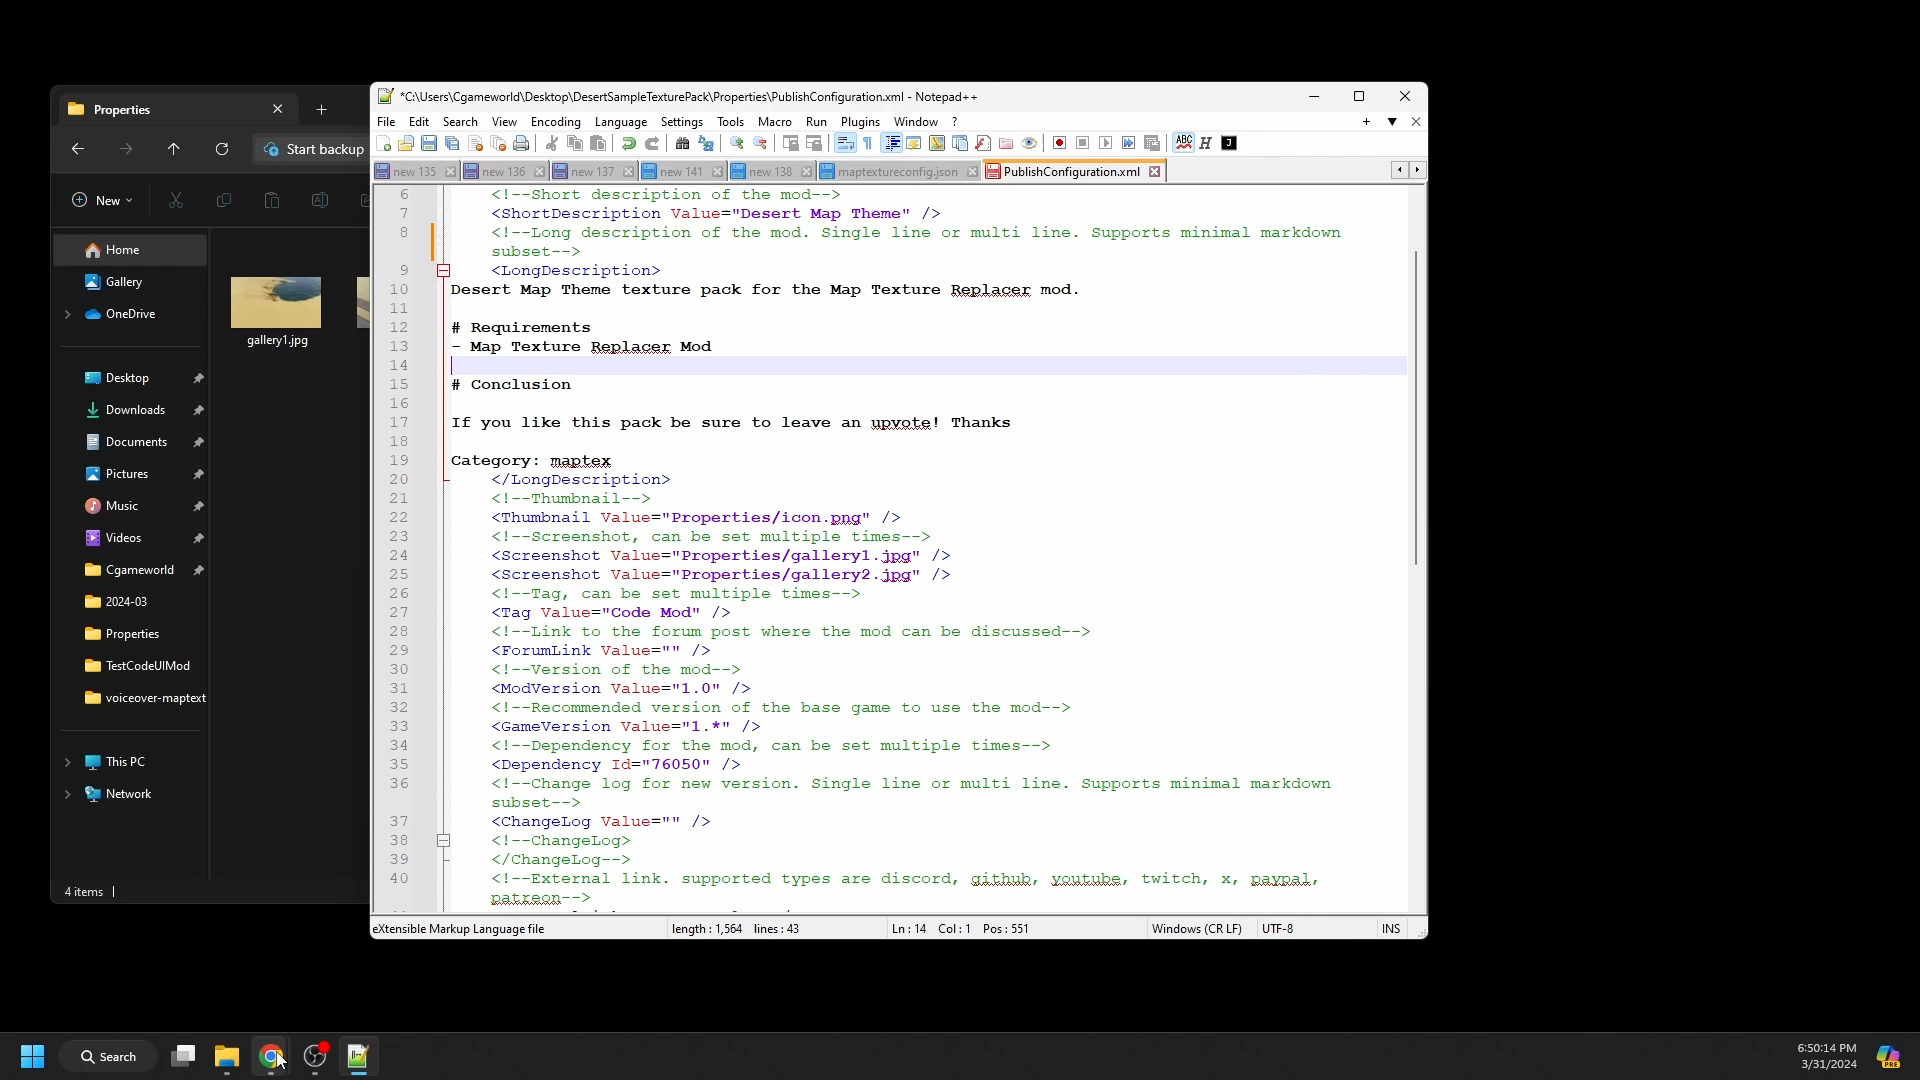 Properties
Start backup
New
Home
Gallery
OneDrive
Desktop
Downloads
Documents
Pictures
Music
Videos
Cgameworld
2024-03
Properties
TestCodeUIMod
voiceover-maptext
This PC
Network
gallery1.jpg
4 items
*C:\Users\Cgameworld\Desktop\DesertSampleTexturePack\Properties\PublishConfiguration.xml - Notepad++
File Edit Search View Encoding Language Settings Tools Macro Run Plugins Window ?
new 135 new 136 new 137 new 141 new 138 maptextureconfig.json PublishConfiguration.xml
6 <!--Short description of the mod-->
7 <ShortDescription Value="Desert Map Theme" />
8 <!--Long description of the mod. Single line or multi line. Supports minimal markdown
subset-->
9 <LongDescription>
10 Desert Map Theme texture pack for the Map Texture Replacer mod.
11
12 # Requirements
13 - Map Texture Replacer Mod
14
15 # Conclusion
16
17 If you like this pack be sure to leave an upvote! Thanks
18
19 Category: maptex
20 </LongDescription>
21 <!--Thumbnail-->
22 <Thumbnail Value="Properties/icon.png" />
23 <!--Screenshot, can be set multiple times-->
24 <Screenshot Value="Properties/gallery1.jpg" />
25 <Screenshot Value="Properties/gallery2.jpg" />
26 <!--Tag, can be set multiple times-->
27 <Tag Value="Code Mod" />
28 <!--Link to the forum post where the mod can be discussed-->
29 <ForumLink Value="" />
30 <!--Version of the mod-->
31 <ModVersion Value="1.0" />
32 <!--Recommended version of the base game to use the mod-->
33 <GameVersion Value="1.*" />
34 <!--Dependency for the mod, can be set multiple times-->
35 <Dependency Id="76050" />
36 <!--Change log for new version. Single line or multi line. Supports minimal markdown
subset-->
37 <ChangeLog Value="" />
38 <!--ChangeLog>
39 </ChangeLog-->
40 <!--External link. supported types are discord, github, youtube, twitch, x, paypal,
patreon-->
eXtensible Markup Language file length : 1,564 lines : 43 Ln : 14 Col : 1 Pos : 551 Windows (CR LF) UTF-8 INS
Search
6:50:14 PM
3/31/2024
PRE